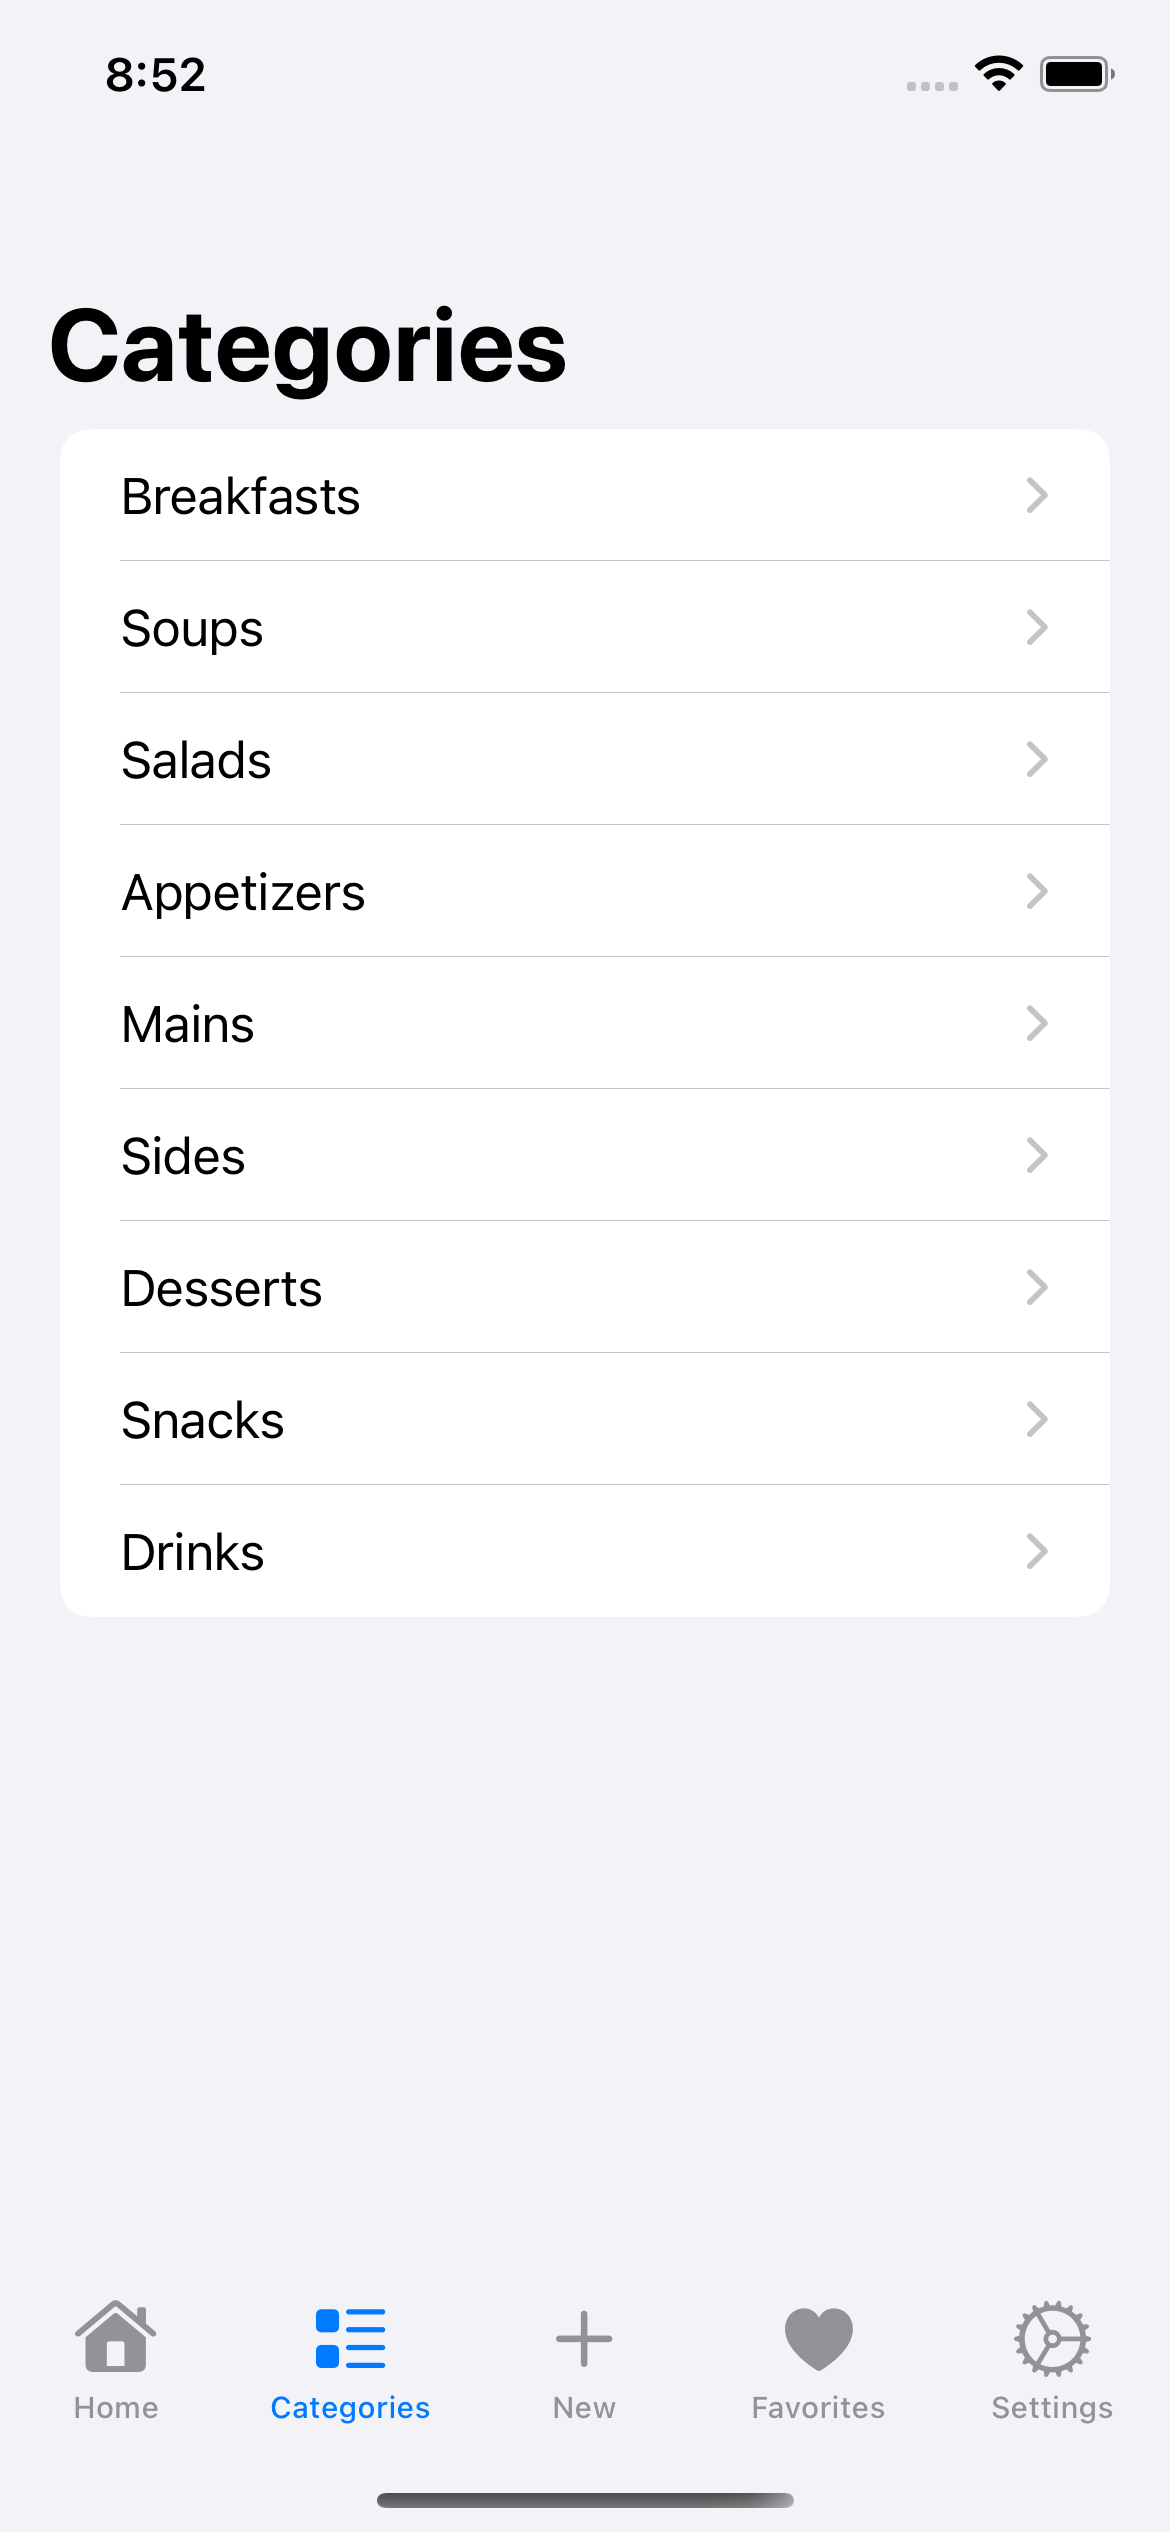 8:52
Categories
Breakfasts
Soups
Salads
Appetizers
Mains
Sides
Desserts
Snacks
Drinks
Home Categories New Favorites Settings